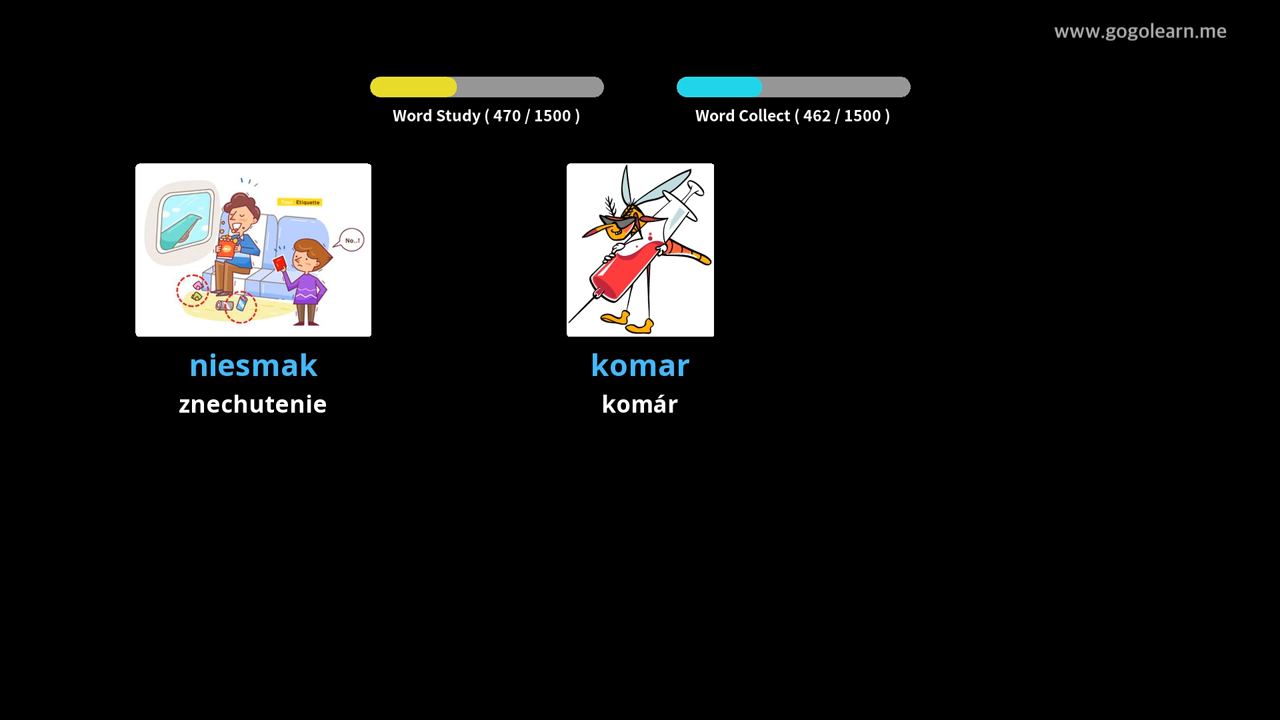 www.gogolearn.me
Word Study ( 470 / 1500 )
Word Collect ( 462 / 1500 )
Etiquette
No..!
niesmak
komar
znechutenie
komár